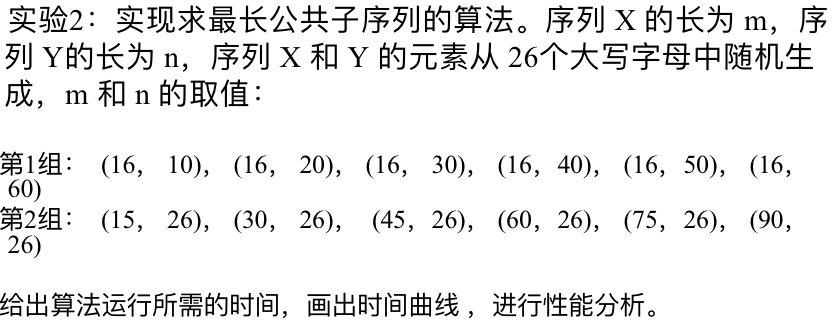 实验2：实现求最长公共子序列的算法。序列 X 的长为 m，序
列 Y的长为 n，序列 X 和 Y 的元素从 26个大写字母中随机生
成，m 和 n 的取值：
第1组： (16， 10)， (16， 20)， (16， 30)， (16，40)， (16，50)， (16，
60)
第2组： (15， 26)， (30， 26)， (45，26)， (60，26)， (75，26)， (90，
26)
给出算法运行所需的时间，画出时间曲线 ，进行性能分析。